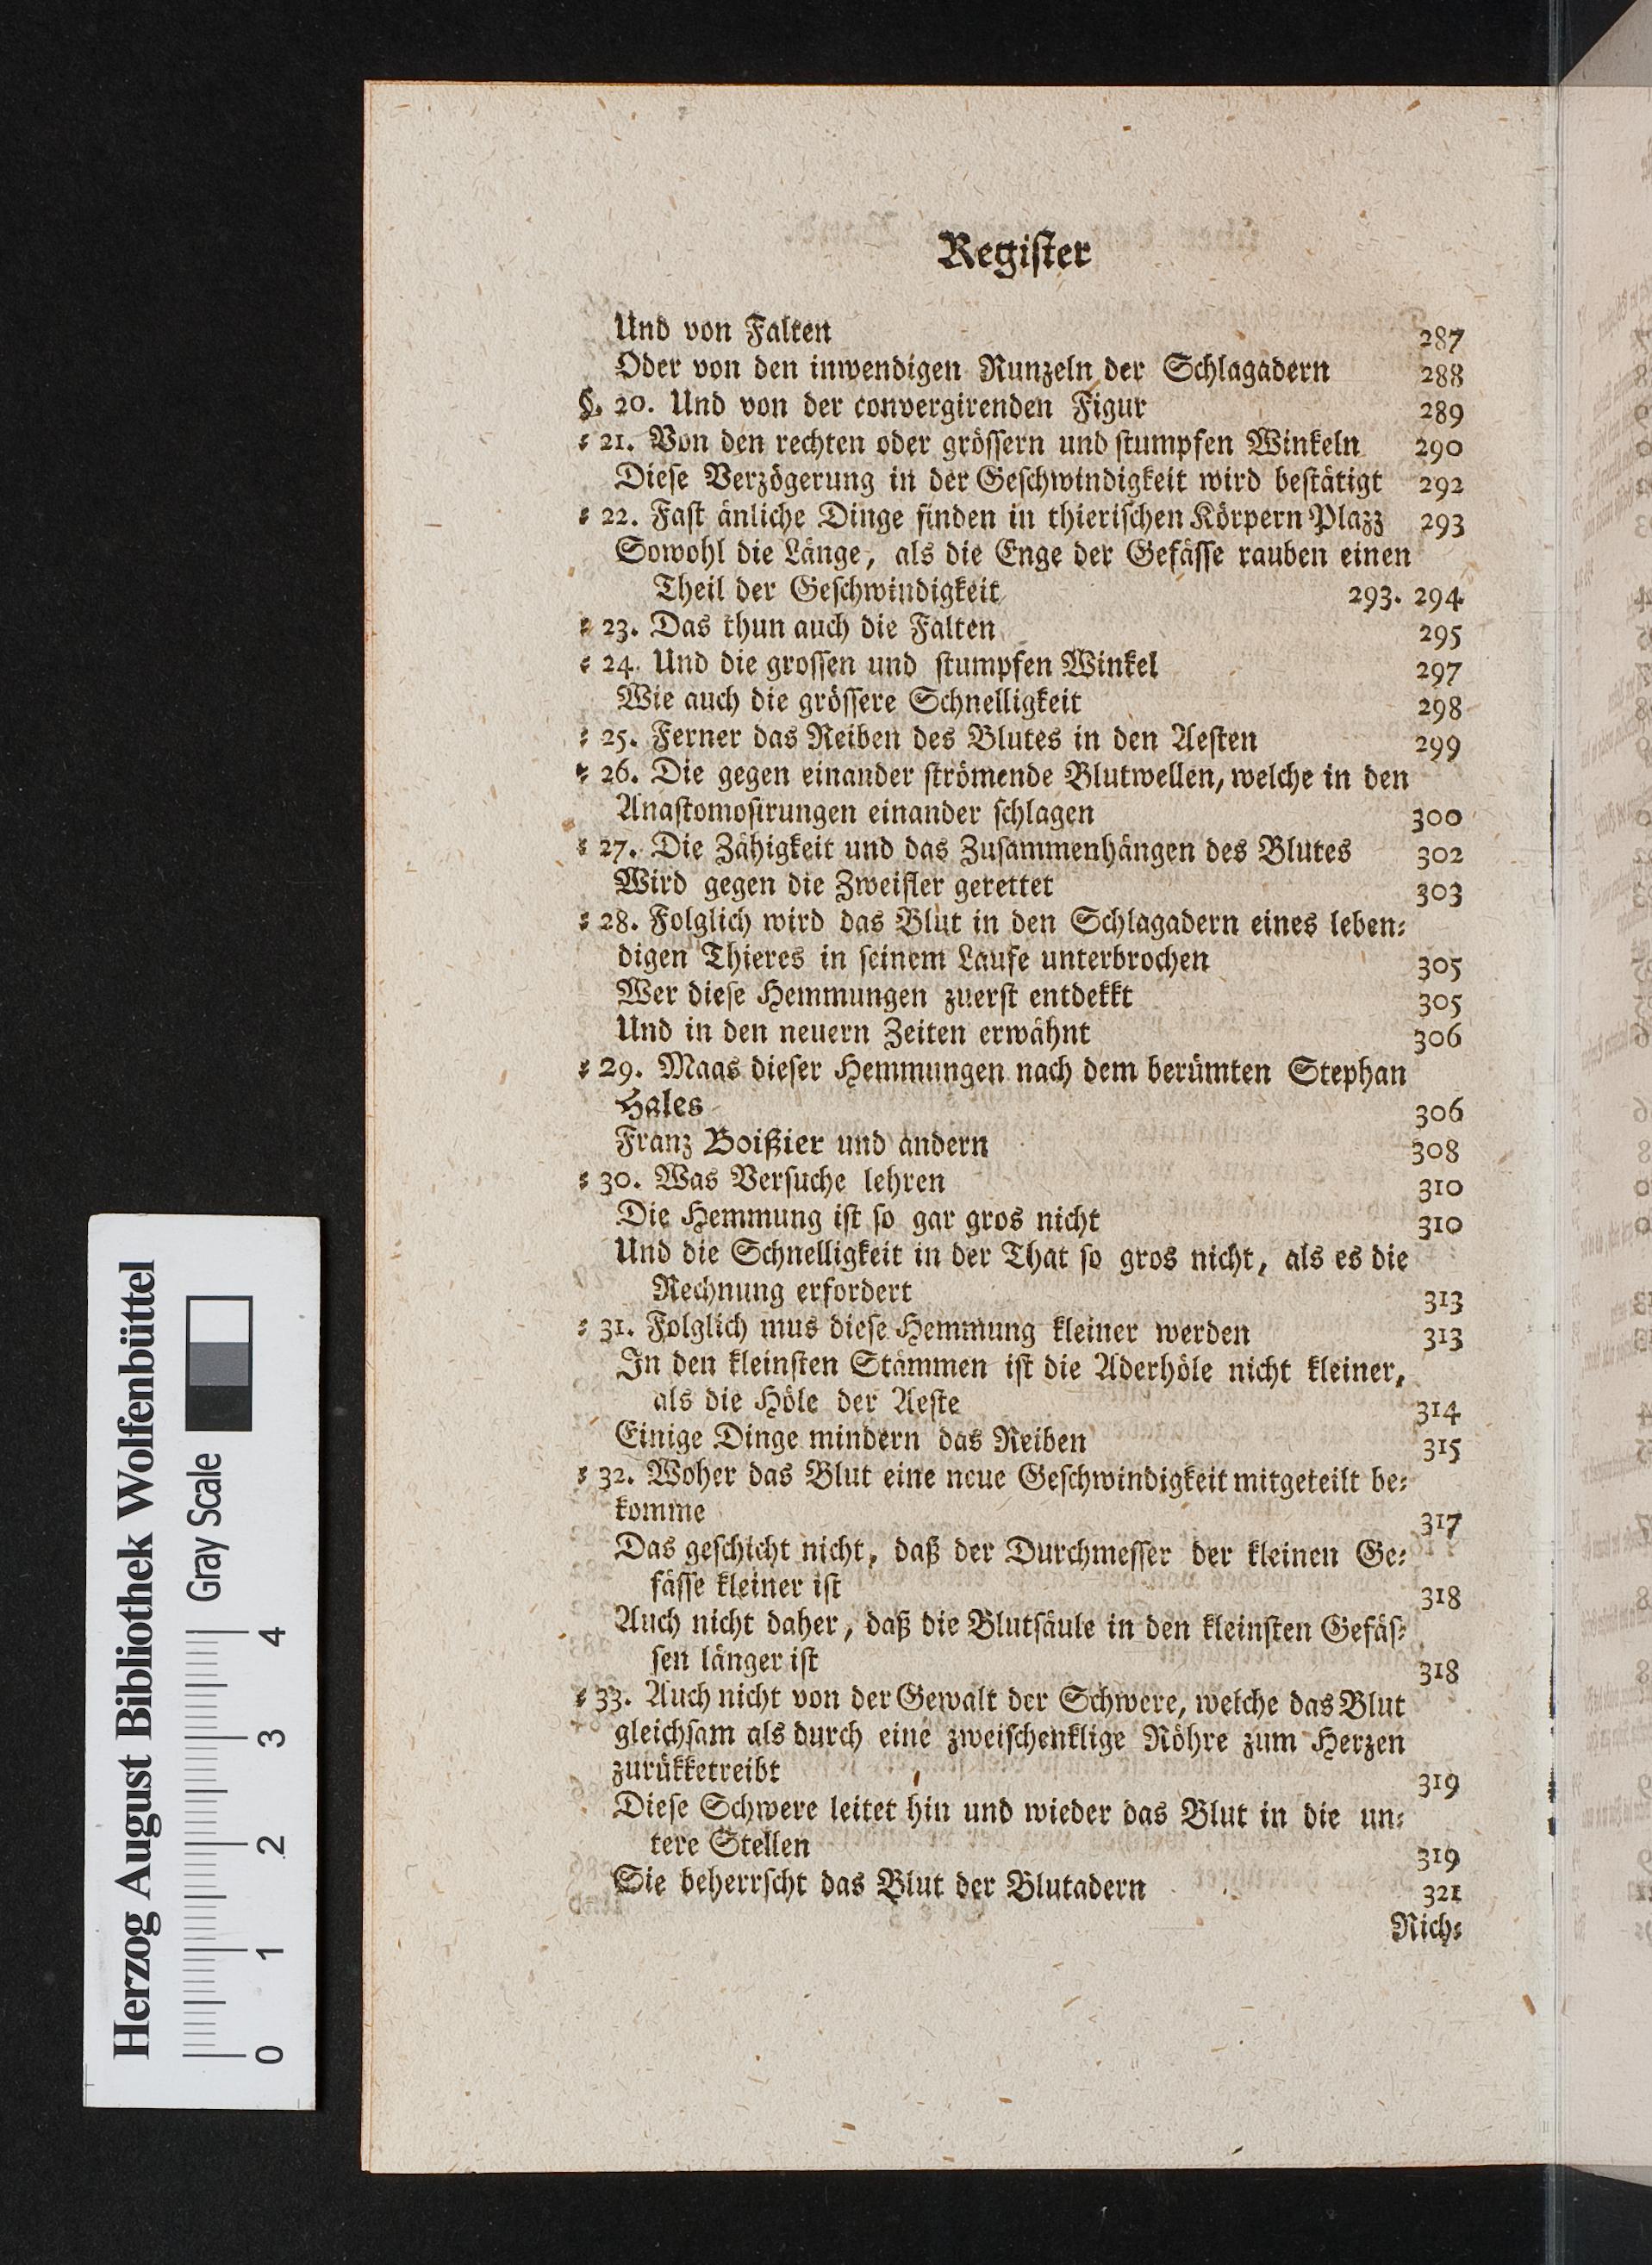 Regiſter
Und von Falten 287
Oder von den inwendigen Runzeln der Schlagadern 288
§. 20. Und von der convergirenden Figur 289
⸗ 21. Von den rechten oder gröſſern und ſtumpfen Winkeln 290
Dieſe Verzögerung in der Geſchwindigkeit wird beſtätigt 292
⸗ 22. Faſt änliche Dinge finden in thieriſchen Körpern Plazz 293
Sowohl die Länge, als die Enge der Gefäſſe rauben einen
Theil der Geſchwindigkeit 293. 294
⸗ 23. Das thun auch die Falten 295
⸗ 24. Und die groſſen und ſtumpfen Winkel 297
Wie auch die gröſſere Schnelligkeit 298
⸗ 25. Ferner das Reiben des Blutes in den Aeſten 299
⸗ 26. Die gegen einander ſtrömende Blutwellen, welche in den
Anaſtomoſirungen einander ſchlagen 300
⸗ 27. Die Zähigkeit und das Zuſammenhängen des Blutes 302
Wird gegen die Zweifler gerettet 303
⸗ 28. Folglich wird das Blut in den Schlagadern eines leben⸗
digen Thieres in ſeinem Laufe unterbrochen 305
Wer dieſe Hemmungen zuerſt entdekkt 305
Und in den neuern Zeiten erwähnt 306
⸗ 29. Maas dieſer Hemmungen nach dem berümten Stephan
Hales 306
Franz Boißier und andern 308
⸗ 30. Was Verſuche lehren 310
Die Hemmung iſt ſo gar gros nicht 310
Und die Schnelligkeit in der That ſo gros nicht, als es die
Rechnung erfordert 313
⸗ 31. Folglich mus dieſe Hemmung kleiner werden 313
In den kleinſten Stämmen iſt die Aderhöle nicht kleiner,
als die Höle der Aeſte 314
Einige Dinge mindern das Reiben 315
⸗ 32. Woher das Blut eine neue Geſchwindigkeit mitgeteilt be⸗
komme 317
Das geſchicht nicht, daß der Durchmeſſer der kleinen Ge⸗
fäſſe kleiner iſt 318
Auch nicht daher, daß die Blutſäule in den kleinſten Gefäſ⸗
ſen länger iſt 318
⸗ 33. Auch nicht von der Gewalt der Schwere, welche das Blut
gleichſam als durch eine zweiſchenklige Röhre zum Herzen
zurükketreibt 319
Dieſe Schwere leitet hin und wieder das Blut in die un⸗
tere Stellen 319
Sie beherrſcht das Blut der Blutadern 321
Rich⸗
Herzog August Bibliothek Wolfenbüttel
Gray Scale
0 1 2 3 4